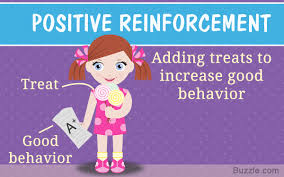 POSITIVE REINFORCEMENT
Adding treats to
increase good
behavior
Treat
A+
Good
behavior
Buzzle.com